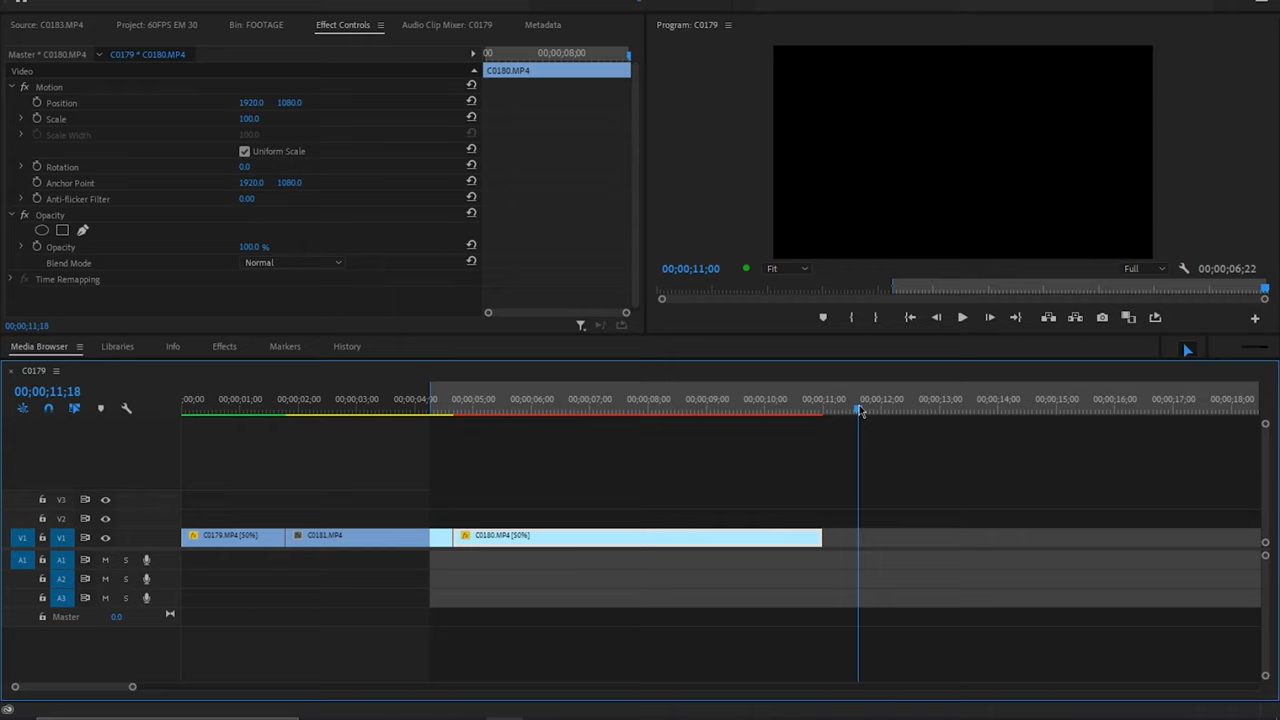 Source: C0183.MP4 Project: 60FPS EM 30 Bin: FOOTAGE Effect Controls Audio Clip Mixer: C0179 Metadata
Master * C0180.MP4 C0179 * C0180.MP4
:00 00;00;08;00
Video
C0180.MP4
fx Motion
Position 1920.0 1080.0
Scale 100.0
Scale Width 100.0
Uniform Scale
Rotation 0.0
Anchor Point 1920.0 1080.0
Anti-flicker Filter 0.00
fx Opacity
Opacity 100.0 %
Blend Mode Normal
Time Remapping
00;00;11;18
Program: C0179
00;00;11;00 Fit Full 00;00;06;22
Media Browser Libraries Info Effects Markers History
C0179
00;00;11;18
;00;00 00;00;01;00 00;00;02;00 00;00;03;00 00;00;04; 00;00;05;00 00;00;06;00 00;00;07;00 00;00;08;00 00;00;09;00 00;00;10;00 00;00;11;00 00;00;12;00 00;00;13;00 00;00;14;00 00;00;15;00 00;00;16;00 00;00;17;00 00;00;18;00
V3
V2
V1 V1 fx C0179.MP4 [50%] C0181.MP4 fx C0180.MP4 [50%]
A1 A1 M S
A2 M S
A3 M S
Master 0.0